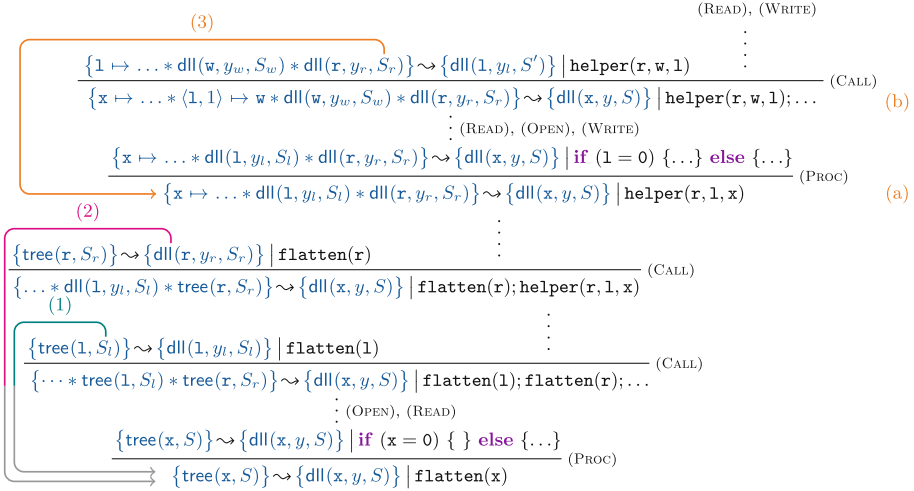 (READ), (WRITE)
(3)
{l ↦ … * dll(w, y_w, S_w) * dll(r, y_r, S_r)} ⇝ {dll(l, y_l, S′)} | helper(r, w, l)
(CALL)
{x ↦ … * ⟨l, 1⟩ ↦ w * dll(w, y_w, S_w) * dll(r, y_r, S_r)} ⇝ {dll(x, y, S)} | helper(r, w, l); …
(b)
(READ), (OPEN), (WRITE)
{x ↦ … * dll(l, y_l, S_l) * dll(r, y_r, S_r)} ⇝ {dll(x, y, S)} | if (l = 0) {…} else {…}
(PROC)
{x ↦ … * dll(l, y_l, S_l) * dll(r, y_r, S_r)} ⇝ {dll(x, y, S)} | helper(r, l, x)
(a)
(2)
{tree(r, S_r)} ⇝ {dll(r, y_r, S_r)} | flatten(r)
(CALL)
{… * dll(l, y_l, S_l) * tree(r, S_r)} ⇝ {dll(x, y, S)} | flatten(r); helper(r, l, x)
(1)
{tree(l, S_l)} ⇝ {dll(l, y_l, S_l)} | flatten(l)
(CALL)
{⋯ * tree(l, S_l) * tree(r, S_r)} ⇝ {dll(x, y, S)} | flatten(l); flatten(r); …
(OPEN), (READ)
{tree(x, S)} ⇝ {dll(x, y, S)} | if (x = 0) { } else {…}
(PROC)
{tree(x, S)} ⇝ {dll(x, y, S)} | flatten(x)